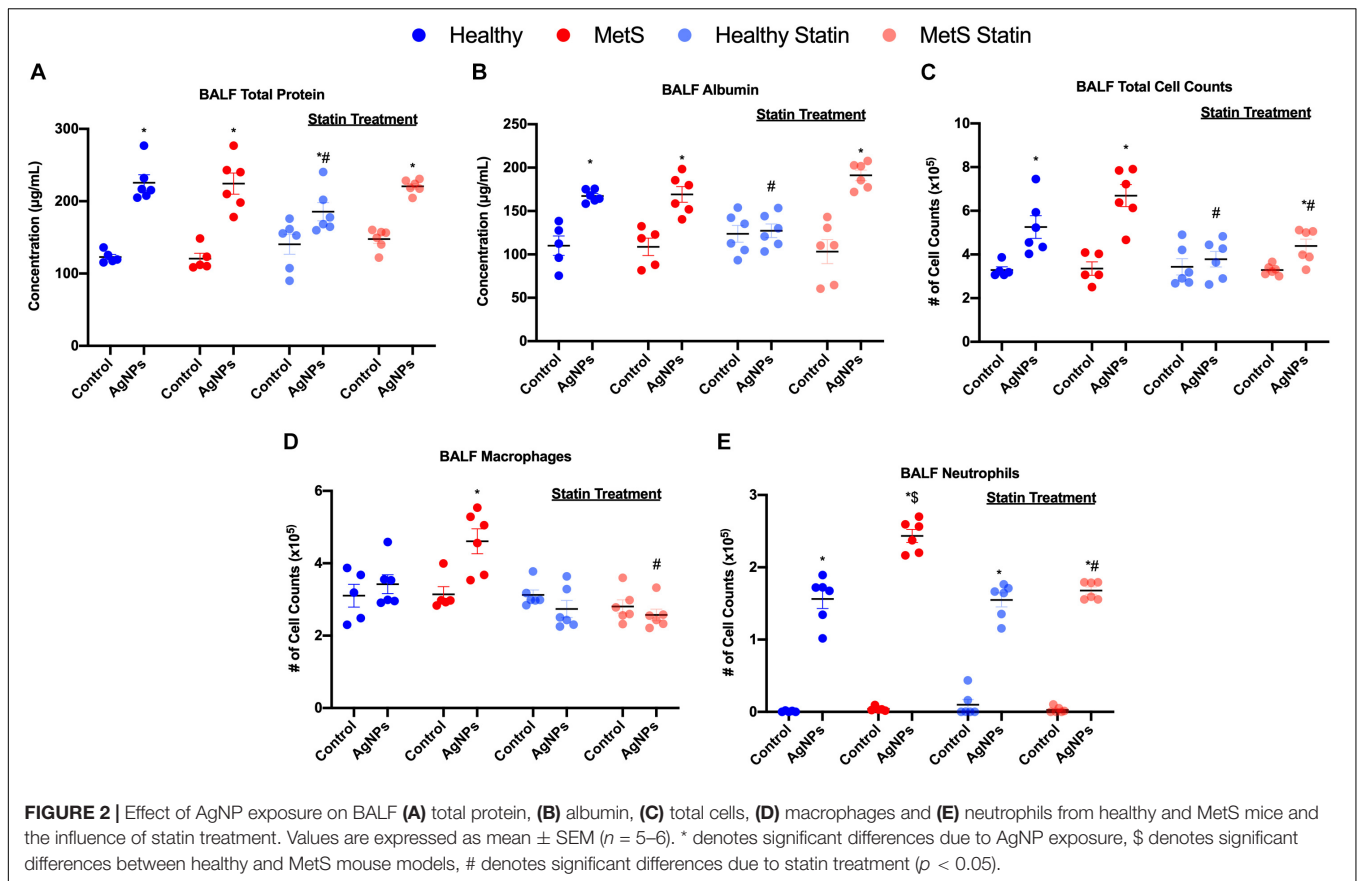 Healthy MetS Healthy Statin MetS Statin
A
BALF Total Protein
Statin Treatment
Concentration (µg/mL)
300
200
100
0
Control AgNPs Control AgNPs Control AgNPs Control AgNPs
* * *# *
B
BALF Albumin
Statin Treatment
Concentration (µg/mL)
250
200
150
100
50
0
Control AgNPs Control AgNPs Control AgNPs Control AgNPs
* * # *
C
BALF Total Cell Counts
Statin Treatment
# of Cell Counts (x10⁵)
10
8
6
4
2
0
Control AgNPs Control AgNPs Control AgNPs Control AgNPs
* * # *#
D
BALF Macrophages
Statin Treatment
# of Cell Counts (x10⁵)
6
4
2
0
Control AgNPs Control AgNPs Control AgNPs Control AgNPs
* #
E
BALF Neutrophils
Statin Treatment
# of Cell Counts (x10⁵)
3
2
1
0
Control AgNPs Control AgNPs Control AgNPs Control AgNPs
* *$ * *#
FIGURE 2 | Effect of AgNP exposure on BALF (A) total protein, (B) albumin, (C) total cells, (D) macrophages and (E) neutrophils from healthy and MetS mice and
the influence of statin treatment. Values are expressed as mean ± SEM (n = 5–6). * denotes significant differences due to AgNP exposure, $ denotes significant
differences between healthy and MetS mouse models, # denotes significant differences due to statin treatment (p < 0.05).